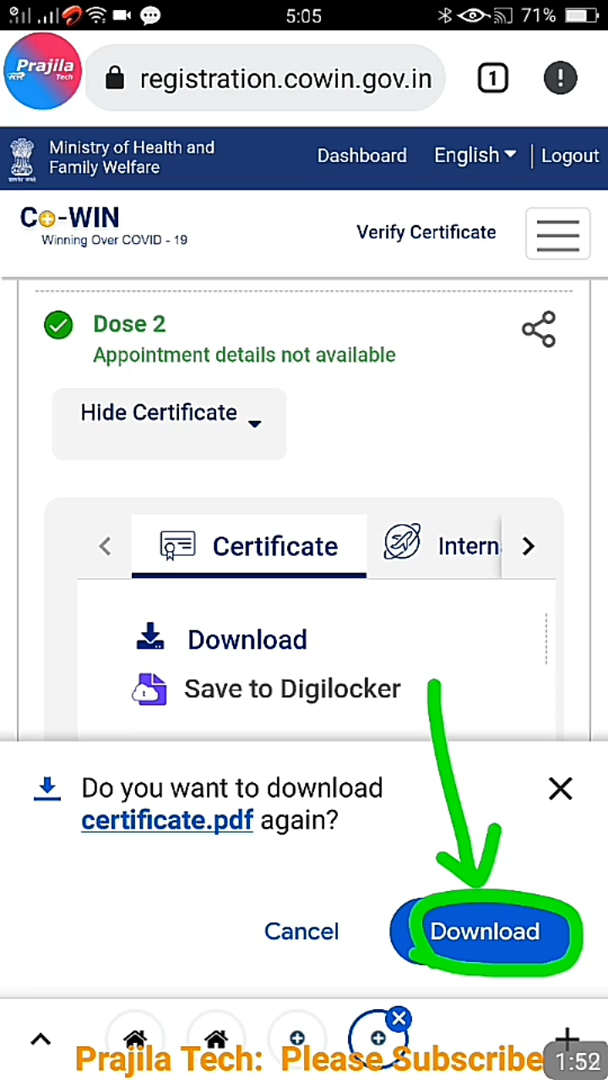 5:05
71%
Prajila
Tech
registration.cowin.gov.in
1
Ministry of Health and
Family Welfare
Dashboard
English
Logout
Co-WIN
Winning Over COVID - 19
Verify Certificate
Dose 2
Appointment details not available
Hide Certificate
Certificate
Intern
Download
Save to Digilocker
Do you want to download
certificate.pdf again?
Cancel
Download
Prajila Tech: Please Subscribe
1:52